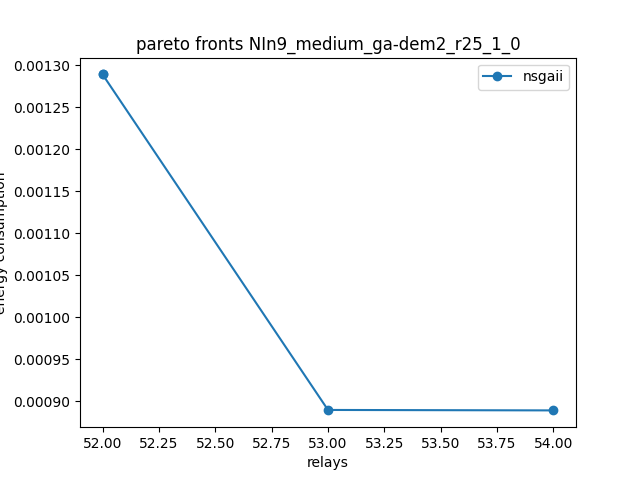 pareto fronts NIn9_medium_ga-dem2_r25_1_0
nsgaii
0.00130
0.00125
0.00120
0.00115
0.00110
0.00105
0.00100
0.00095
0.00090
energy consumption
52.00 52.25 52.50 52.75 53.00 53.25 53.50 53.75 54.00
relays